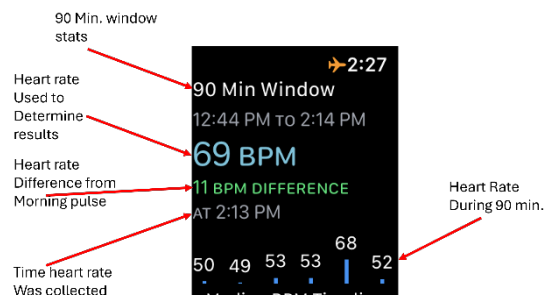 90 Min. window
stats
2:27
90 Min Window
Heart rate
Used to
Determine
results
12:44 PM TO 2:14 PM
69 BPM
Heart rate
Difference from
Morning pulse
11 BPM DIFFERENCE
AT 2:13 PM
Heart Rate
During 90 min.
68
50 49 53 53 52
Time heart rate
Was collected